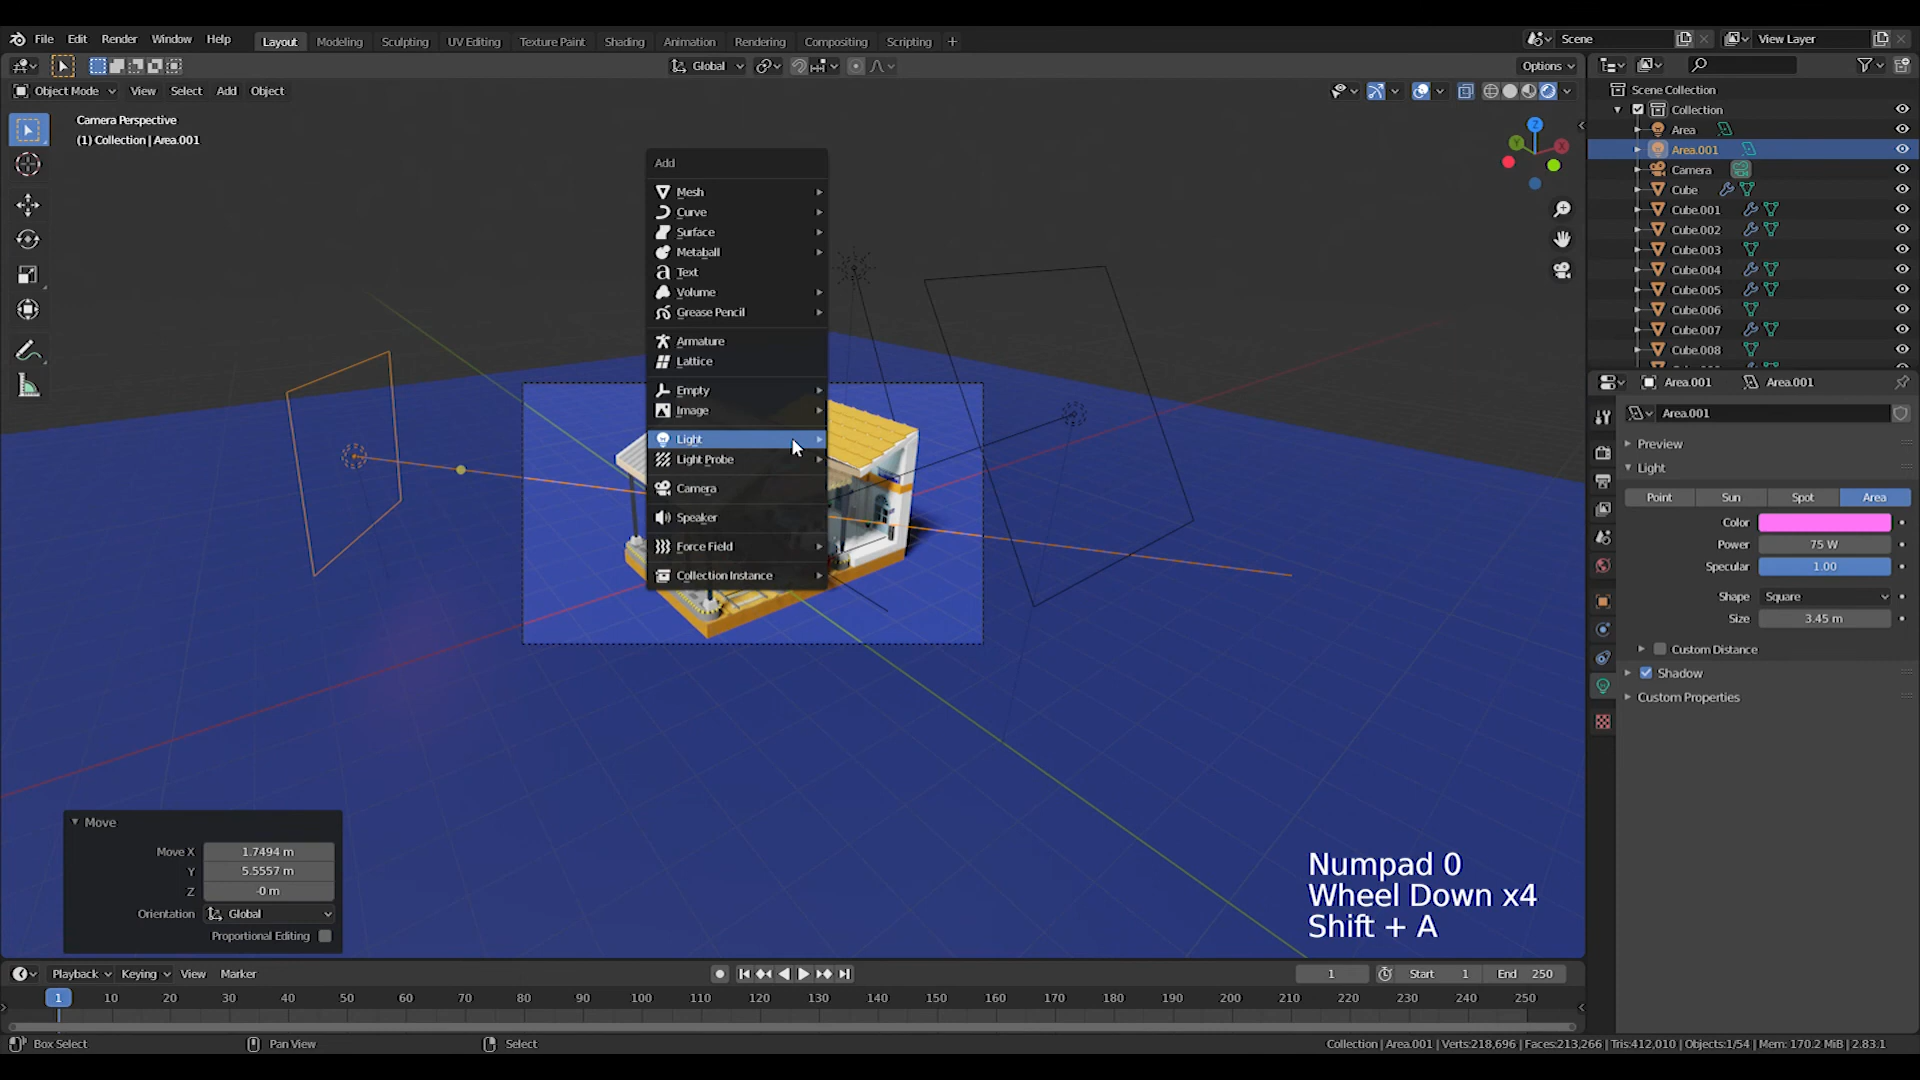 File Edit Render Window Help Layout Modeling Sculpting UV Editing Texture Paint Shading Animation Rendering Compositing Scripting + Scene View Layer
Global Options
Object Mode View Select Add Object
Camera Perspective
(1) Collection | Area.001
Add
Mesh
Curve
Surface
Metaball
Text
Volume
Grease Pencil
Armature
Lattice
Empty
Image
Light
Light Probe
Camera
Speaker
Force Field
Collection Instance
Z
Y
X
Scene Collection
Collection
Area
Area.001
Camera
Cube
Cube.001
Cube.002
Cube.003
Cube.004
Cube.005
Cube.006
Cube.007
Cube.008
Area.001 Area.001
Area.001
Preview
Light
Point Sun Spot Area
Color
Power 75 W
Specular 1.00
Shape Square
Size 3.45 m
Custom Distance
Shadow
Custom Properties
Move
Move X 1.7494 m
Y 5.5557 m
Z -0 m
Orientation Global
Proportional Editing
Numpad 0
Wheel Down x4
Shift + A
Playback Keying View Marker 1 Start 1 End 250
1 10 20 30 40 50 60 70 80 90 100 110 120 130 140 150 160 170 180 190 200 210 220 230 240 250
Box Select Pan View Select Collection | Area.001 | Verts:218,696 | Faces:213,266 | Tris:412,010 | Objects:1/54 | Mem: 170.2 MiB | 2.83.1